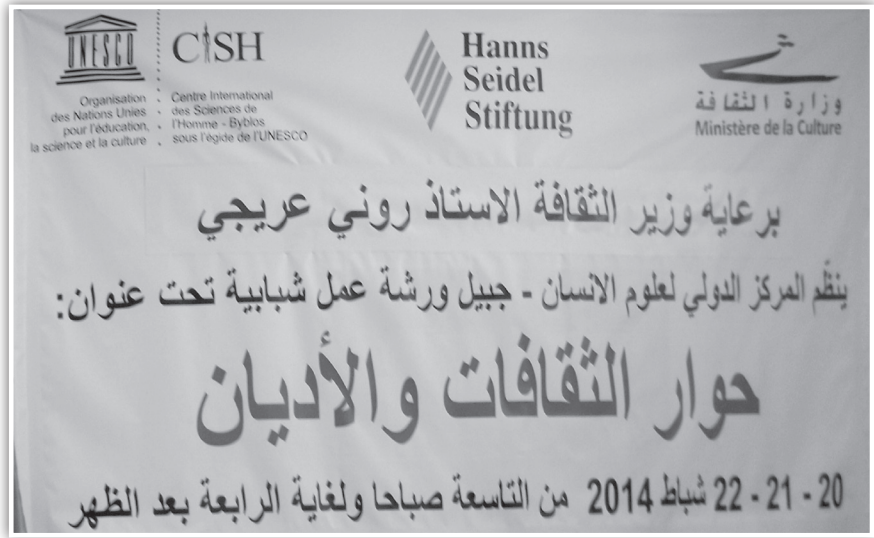 UNESCO
Organisation
des Nations Unies
pour l'éducation,
la science et la culture
CISH
Centre International
des Sciences de
l'Homme - Byblos
sous l'égide de l'UNESCO
Hanns
Seidel
Stiftung
وزارة الثقافة
Ministère de la Culture
برعاية وزير الثقافة الاستاذ روني عريجي
ينظّم المركز الدولي لعلوم الانسان - جبيل ورشة عمل شبابية تحت عنوان:
حوار الثقافات والأديان
20 - 21 - 22 شباط 2014 من التاسعة صباحا ولغاية الرابعة بعد الظهر